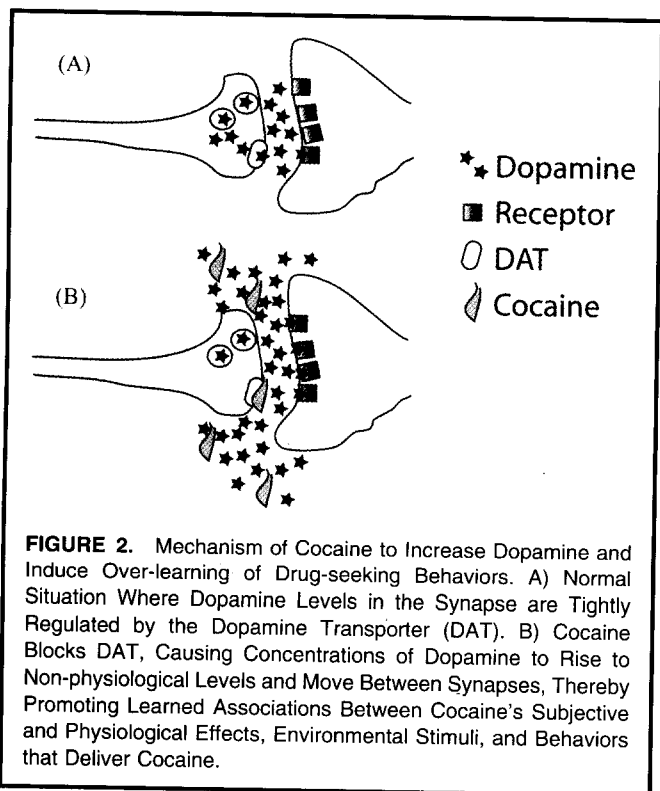 (A)
Dopamine
Receptor
DAT
(B)
Cocaine
FIGURE 2. Mechanism of Cocaine to Increase Dopamine and
Induce Over-learning of Drug-seeking Behaviors. A) Normal
Situation Where Dopamine Levels in the Synapse are Tightly
Regulated by the Dopamine Transporter (DAT). B) Cocaine
Blocks DAT, Causing Concentrations of Dopamine to Rise to
Non-physiological Levels and Move Between Synapses, Thereby
Promoting Learned Associations Between Cocaine's Subjective
and Physiological Effects, Environmental Stimuli, and Behaviors
that Deliver Cocaine.